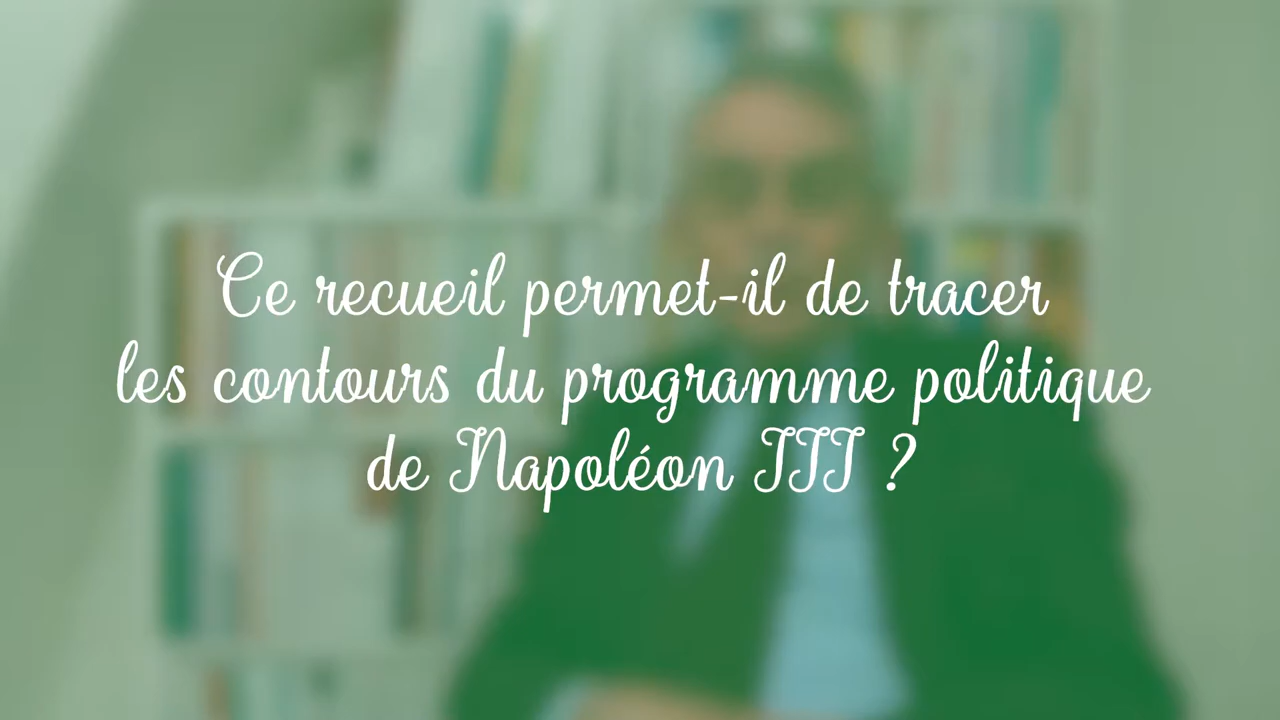 Ce recueil permet-il de tracer
les contours du programme politique
de Napoléon III ?